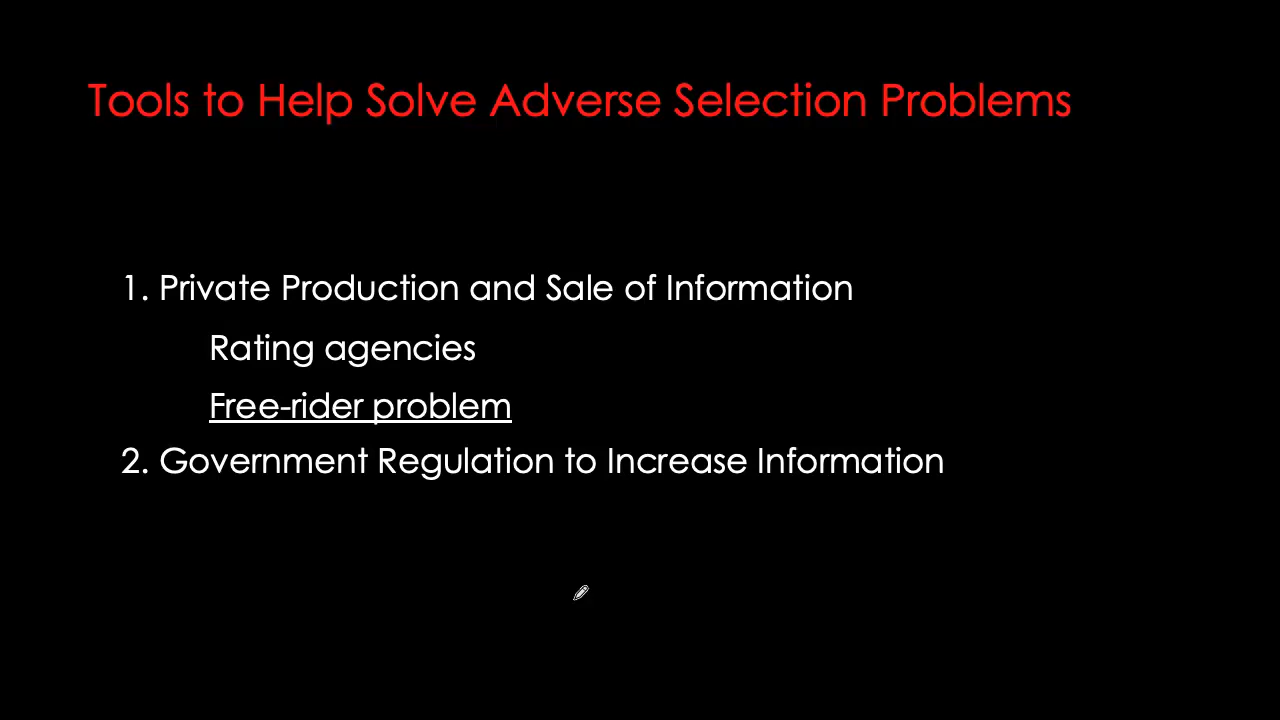 Tools to Help Solve Adverse Selection Problems
1. Private Production and Sale of Information
Rating agencies
Free-rider problem
2. Government Regulation to Increase Information